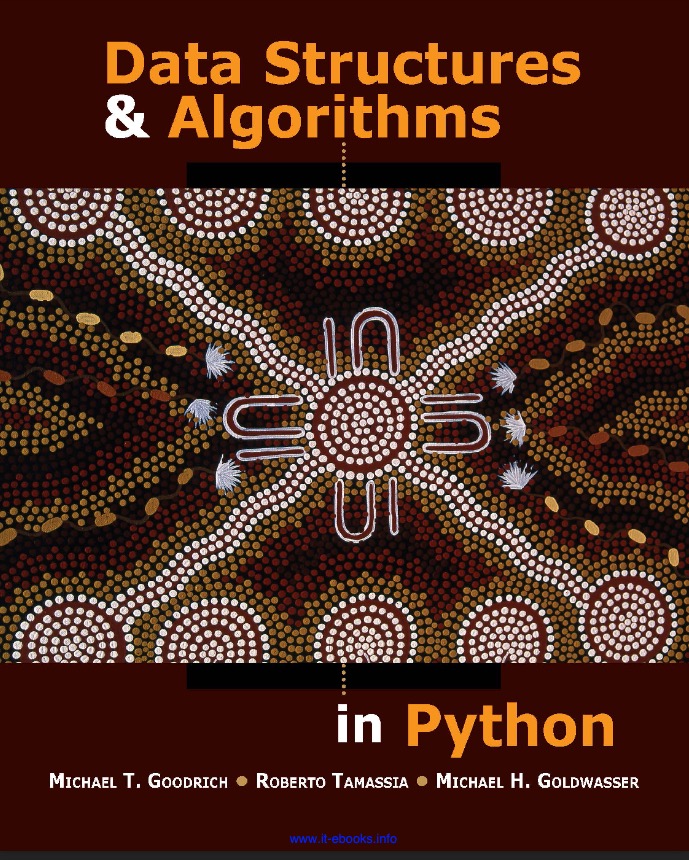 Data Structures
& Algorithms
in Python
MICHAEL T. GOODRICH • ROBERTO TAMASSIA • MICHAEL H. GOLDWASSER
www.it-ebooks.info